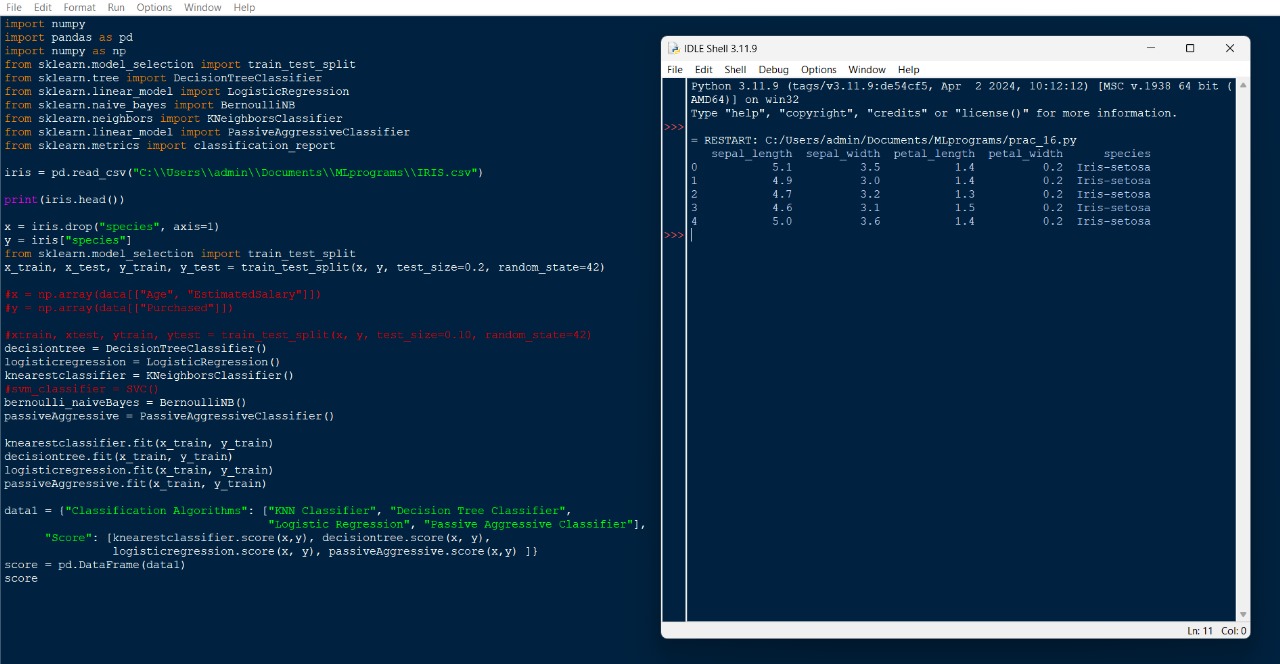 File Edit Format Run Options Window Help
import numpy
import pandas as pd
import numpy as np
from sklearn.model_selection import train_test_split
from sklearn.tree import DecisionTreeClassifier
from sklearn.linear_model import LogisticRegression
from sklearn.naive_bayes import BernoulliNB
from sklearn.neighbors import KNeighborsClassifier
from sklearn.linear_model import PassiveAggressiveClassifier
from sklearn.metrics import classification_report
iris = pd.read_csv("C:\\Users\\admin\\Documents\\MLprograms\\IRIS.csv")
print(iris.head())
x = iris.drop("species", axis=1)
y = iris["species"]
from sklearn.model_selection import train_test_split
x_train, x_test, y_train, y_test = train_test_split(x, y, test_size=0.2, random_state=42)
#x = np.array(data[["Age", "EstimatedSalary"]])
#y = np.array(data[["Purchased"]])
#xtrain, xtest, ytrain, ytest = train_test_split(x, y, test_size=0.10, random_state=42)
decisiontree = DecisionTreeClassifier()
logisticregression = LogisticRegression()
knearestclassifier = KNeighborsClassifier()
#svm_classifier = SVC()
bernoulli_naiveBayes = BernoulliNB()
passiveAggressive = PassiveAggressiveClassifier()
knearestclassifier.fit(x_train, y_train)
decisiontree.fit(x_train, y_train)
logisticregression.fit(x_train, y_train)
passiveAggressive.fit(x_train, y_train)
data1 = {"Classification Algorithms": ["KNN Classifier", "Decision Tree Classifier",
"Logistic Regression", "Passive Aggressive Classifier"],
"Score": [knearestclassifier.score(x,y), decisiontree.score(x, y),
logisticregression.score(x, y), passiveAggressive.score(x,y) ]}
score = pd.DataFrame(data1)
score
IDLE Shell 3.11.9
File Edit Shell Debug Options Window Help
Python 3.11.9 (tags/v3.11.9:de54cf5, Apr 2 2024, 10:12:12) [MSC v.1938 64 bit (
AMD64)] on win32
Type "help", "copyright", "credits" or "license()" for more information.
>>>
= RESTART: C:/Users/admin/Documents/MLprograms/prac_16.py
sepal_length sepal_width petal_length petal_width species
0 5.1 3.5 1.4 0.2 Iris-setosa
1 4.9 3.0 1.4 0.2 Iris-setosa
2 4.7 3.2 1.3 0.2 Iris-setosa
3 4.6 3.1 1.5 0.2 Iris-setosa
4 5.0 3.6 1.4 0.2 Iris-setosa
>>>
Ln: 11 Col: 0